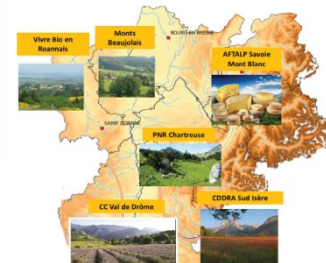 Monts
Beaujolais
Vivre Bio en
Roannais
BOURG EN BRESSE
AFTALP Savoie
Mont Blanc
SAINT ETIENNE
PNR Chartreuse
CC Val de Drôme
CDDRA Sud Isère